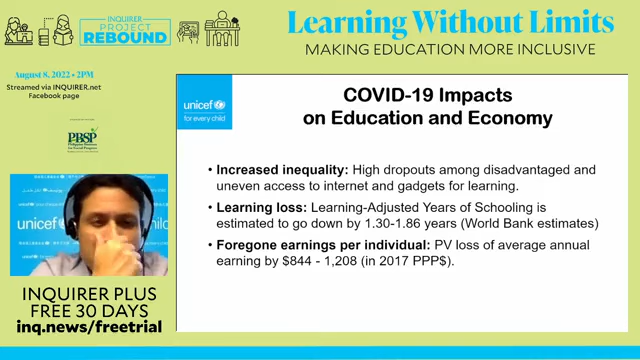 INQUIRER
PROJECT
REBOUND
Learning Without Limits
MAKING EDUCATION MORE INCLUSIVE
August 8, 2022 • 2PM
Streamed via INQUIRER.net
Facebook page
PBSP
unicef
for every child
COVID-19 Impacts
on Education and Economy
• Increased inequality: High dropouts among disadvantaged and
uneven access to internet and gadgets for learning.
• Learning loss: Learning-Adjusted Years of Schooling is
estimated to go down by 1.30-1.86 years (World Bank estimates)
• Foregone earnings per individual: PV loss of average annual
earning by $844 - 1,208 (in 2017 PPP$).
unicef
INQUIRER PLUS
FREE 30 DAYS
inq.news/freetrial